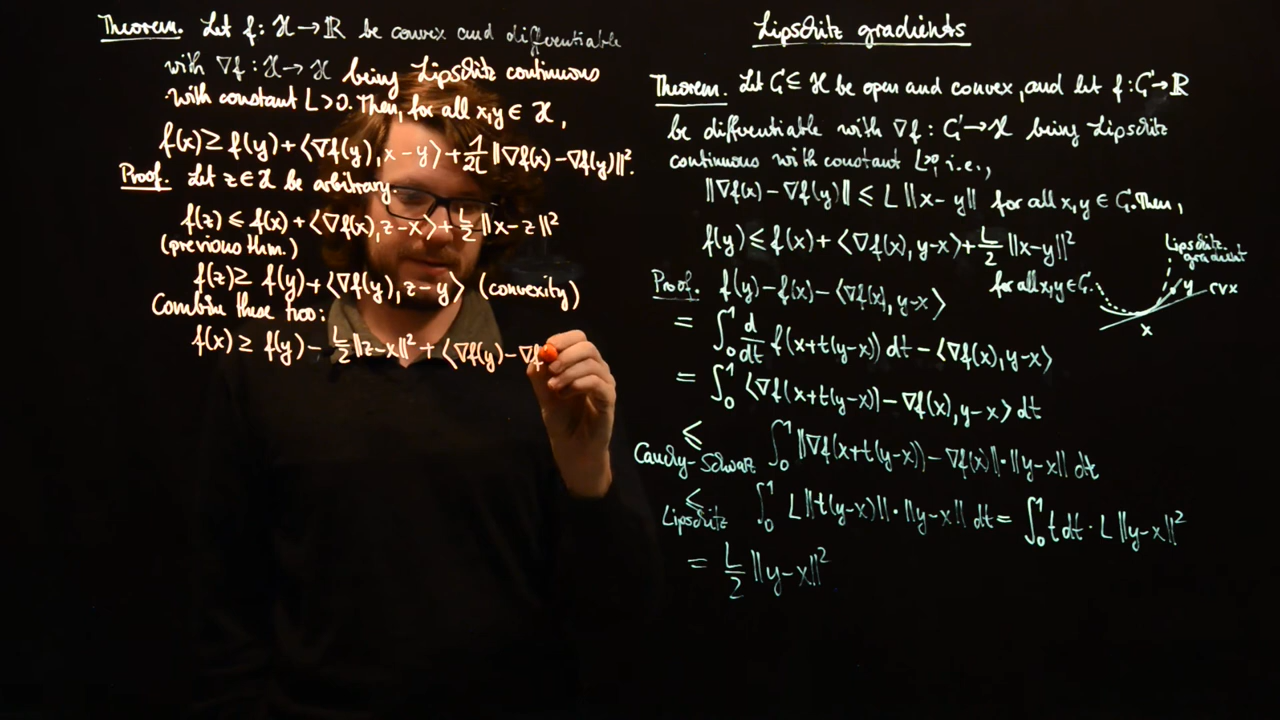 Theorem. Let f: ℋ → ℝ be convex and differentiable
with ∇f : ℋ → ℋ being Lipschitz continuous
with constant L > 0. Then, for all x, y ∈ ℋ,
f(x) ≥ f(y) + ⟨∇f(y), x − y⟩ + 1/2L ‖∇f(x) − ∇f(y)‖².
Proof. Let z ∈ ℋ be arbitrary.
f(z) ≤ f(x) + ⟨∇f(x), z − x⟩ + L/2 ‖x − z‖²
(previous thm.)
f(z) ≥ f(y) + ⟨∇f(y), z − y⟩ (convexity)
Combine these two:
f(x) ≥ f(y) − L/2 ‖z − x‖² + ⟨∇f(y) − ∇f
Lipschitz gradients
Theorem. Let G ⊆ ℋ be open and convex, and let f: G → ℝ
be differentiable with ∇f : G → ℋ being Lipschitz
continuous with constant L>0, i.e.,
‖∇f(x) − ∇f(y)‖ ≤ L ‖x − y‖ for all x, y ∈ G. Then,
f(y) ≤ f(x) + ⟨∇f(x), y − x⟩ + L/2 ‖x − y‖²
for all x, y ∈ G.
Lipschitz
gradient
y
cvx
x
Proof. f(y) − f(x) − ⟨∇f(x), y − x⟩
= ∫₀¹ d/dt f(x + t(y − x)) dt − ⟨∇f(x), y − x⟩
= ∫₀¹ ⟨∇f(x + t(y − x)) − ∇f(x), y − x⟩ dt
≤ Cauchy-Schwarz ∫₀¹ ‖∇f(x + t(y − x)) − ∇f(x)‖ · ‖y − x‖ dt
≤ Lipschitz ∫₀¹ L ‖t(y − x)‖ · ‖y − x‖ dt = ∫₀¹ t dt · L ‖y − x‖²
= L/2 ‖y − x‖²